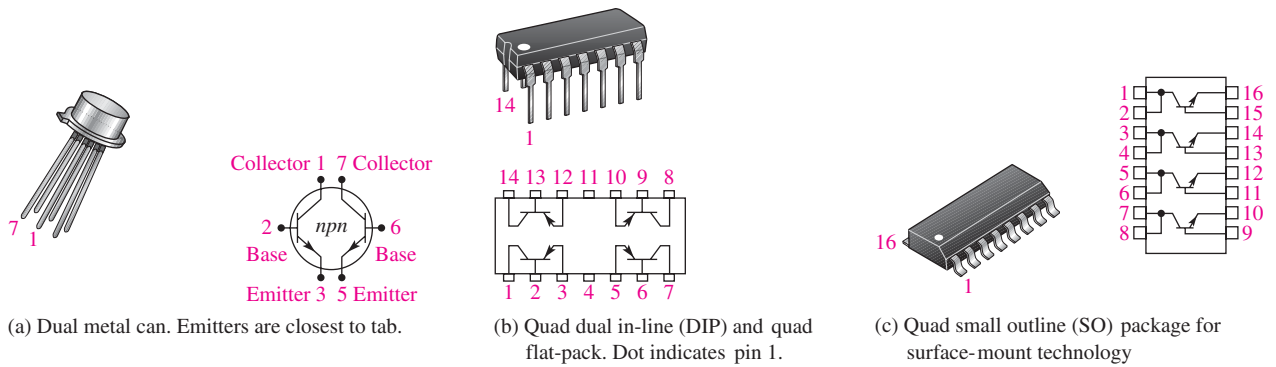 7
1
Collector 1 7 Collector
2
npn
6
Base
Base
Emitter 3 5 Emitter
(a) Dual metal can. Emitters are closest to tab.
14
1
14 13 12 11 10 9 8
1 2 3 4 5 6 7
(b) Quad dual in-line (DIP) and quad
flat-pack. Dot indicates pin 1.
16
1
1 16
2 15
3 14
4 13
5 12
6 11
7 10
8 9
(c) Quad small outline (SO) package for
surface-mount technology